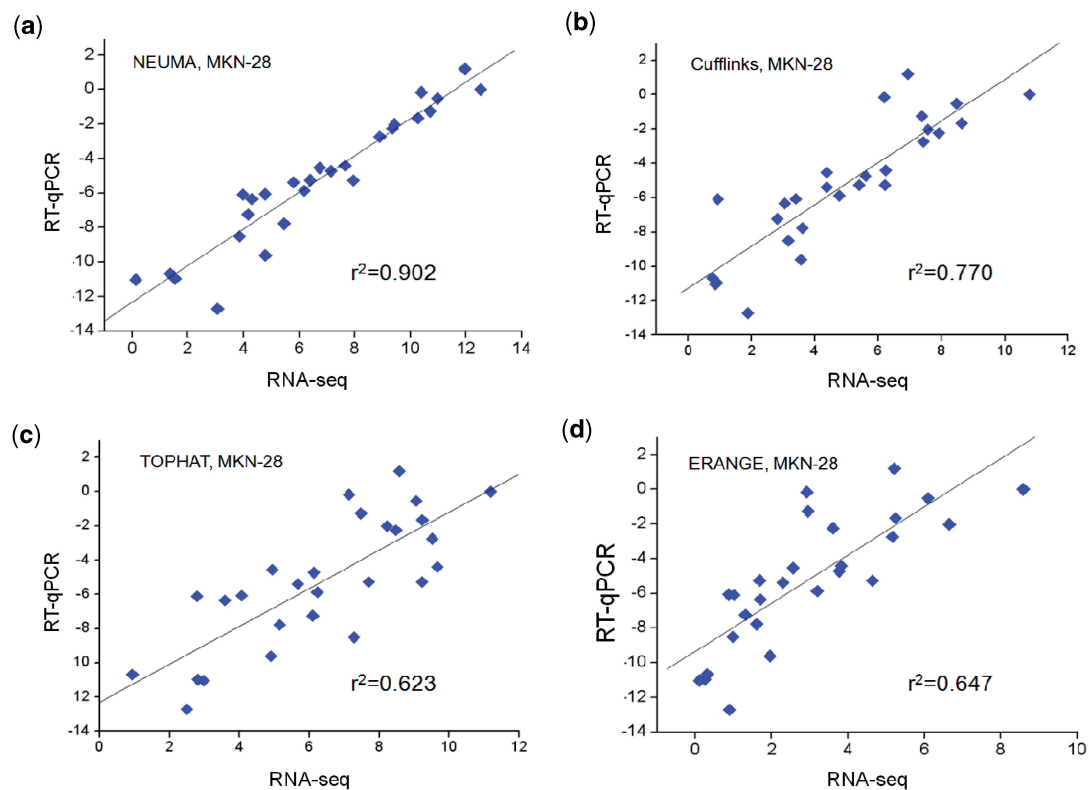 (a)
NEUMA, MKN-28
RT-qPCR
2
0
-2
-4
-6
-8
-10
-12
-14
r²=0.902
0 2 4 6 8 10 12 14
RNA-seq
(b)
Cufflinks, MKN-28
RT-qPCR
2
0
-2
-4
-6
-8
-10
-12
-14
r²=0.770
0 2 4 6 8 10 12
RNA-seq
(c)
TOPHAT, MKN-28
RT-qPCR
2
0
-2
-4
-6
-8
10
12
-14
r²=0.623
0 2 4 6 8 10 12
RNA-seq
(d)
ERANGE, MKN-28
RT-qPCR
2
0
-2
-4
-6
-8
-10
-12
-14
r²=0.647
0 2 4 6 8 10
RNA-seq